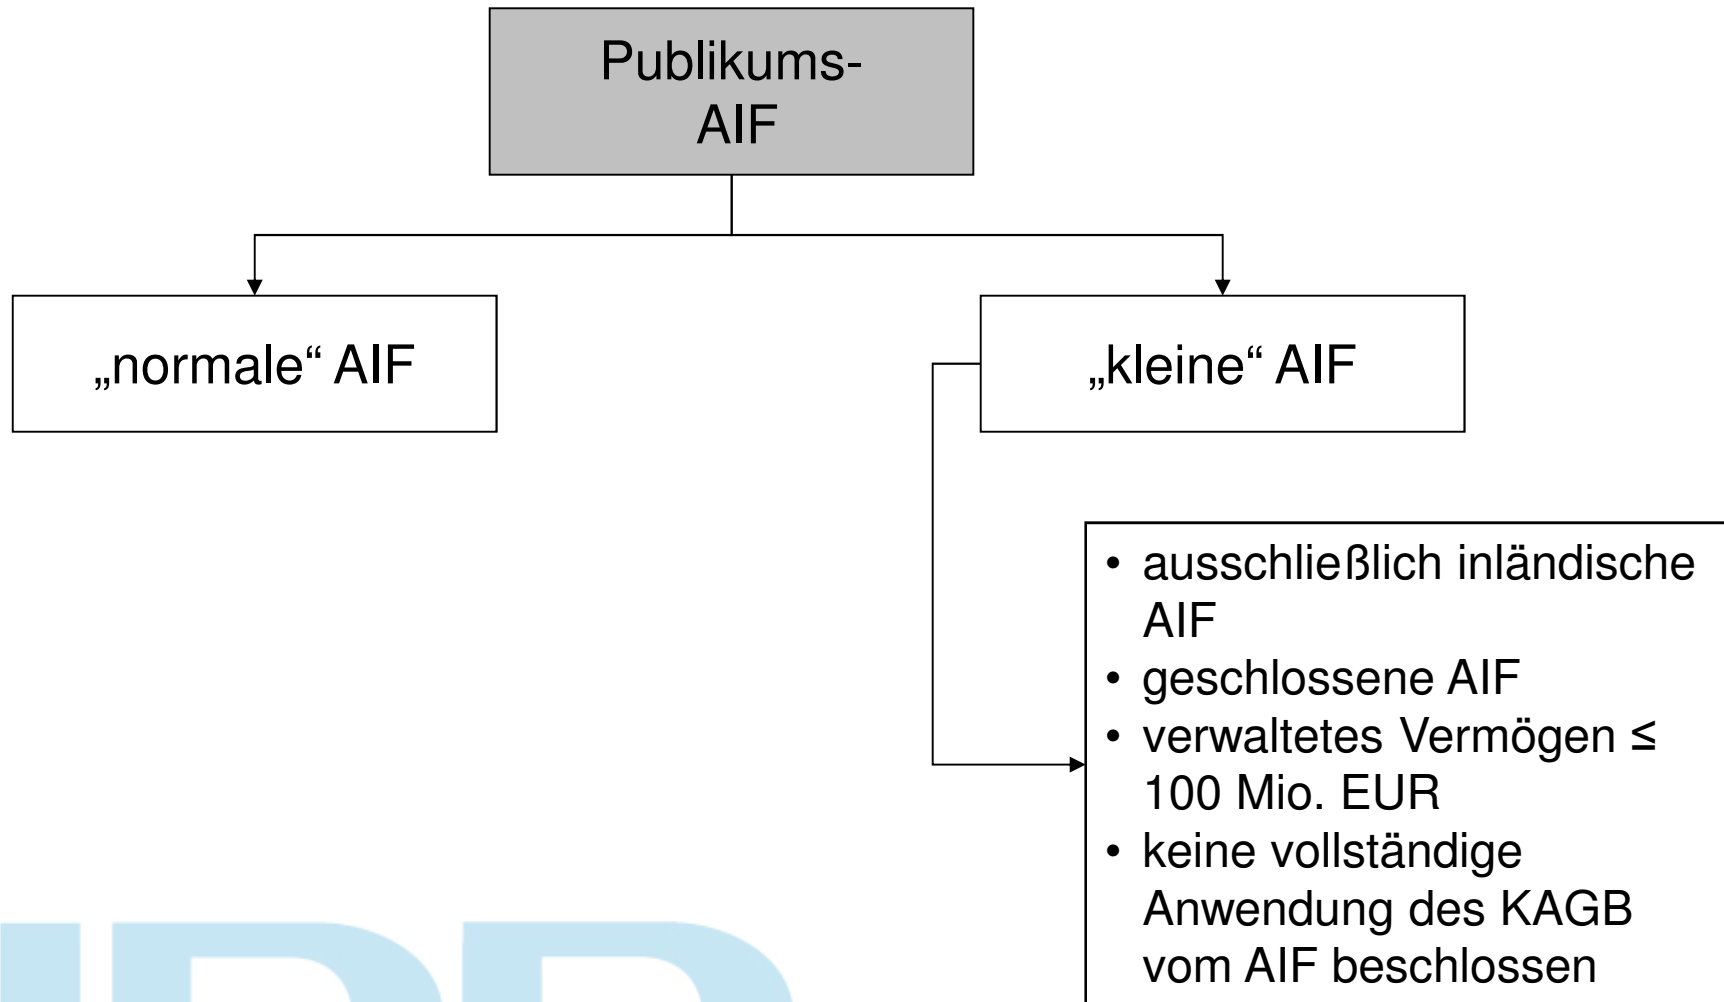 Publikums-
AIF
„normale“ AIF
„kleine“ AIF
• ausschließlich inländische
AIF
• geschlossene AIF
• verwaltetes Vermögen ≤
100 Mio. EUR
• keine vollständige
Anwendung des KAGB
vom AIF beschlossen